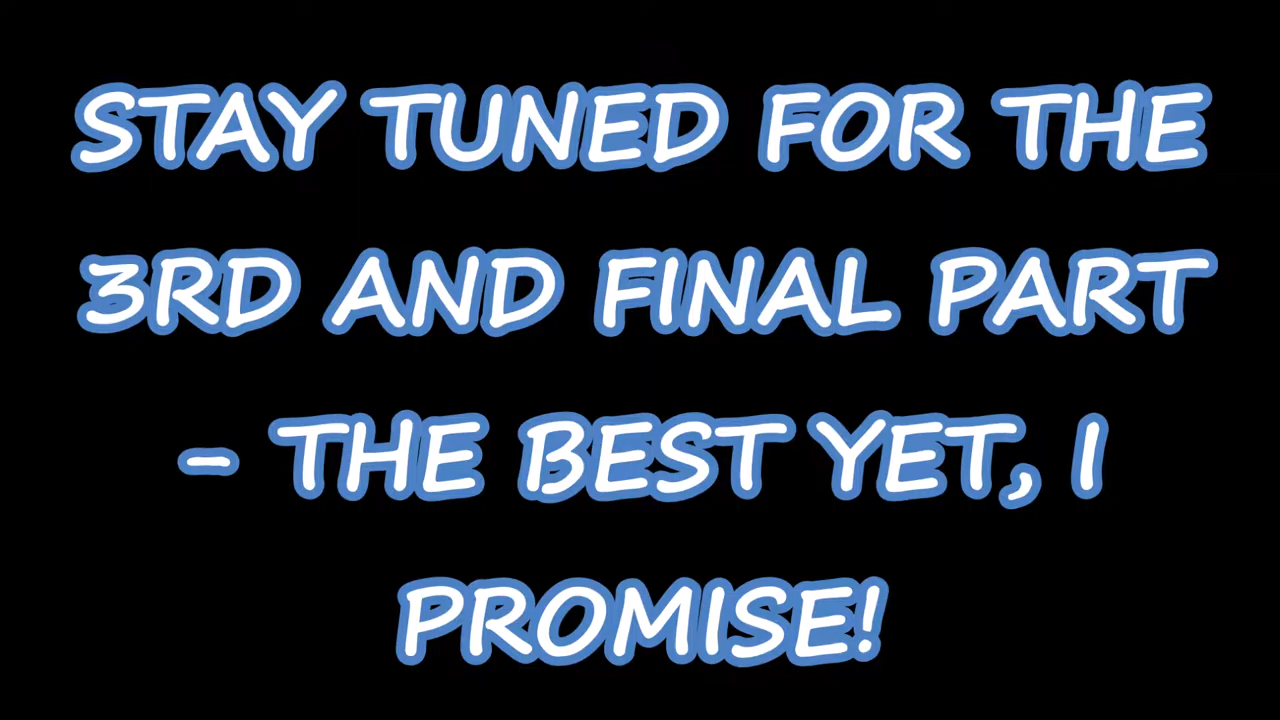 STAY TUNED FOR THE
3RD AND FINAL PART
– THE BEST YET, I
PROMISE!